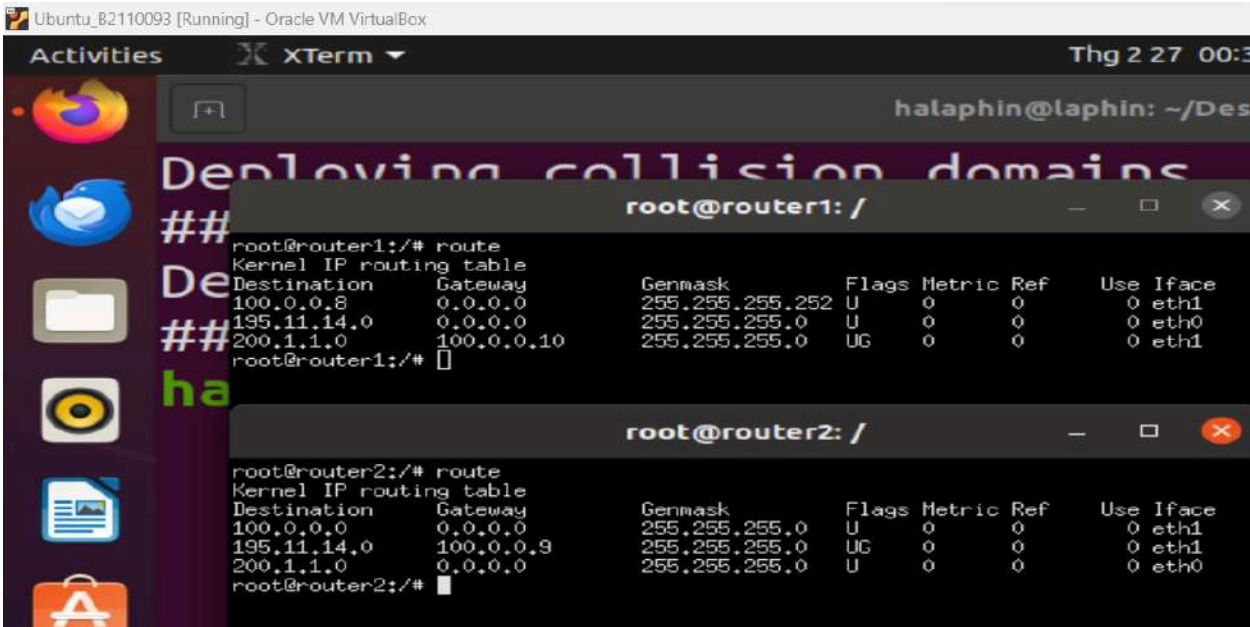 Ubuntu_B2110093 [Running] - Oracle VM VirtualBox
Activities XTerm Thg 2 27 00:3
halaphin@laphin: ~/Des
Deploying collision domains
root@router1: /
##
root@router1:/# route
Kernel IP routing table
De
Destination Gateway Genmask Flags Metric Ref Use Iface
100.0.0.8 0.0.0.0 255.255.255.252 U 0 0 0 eth1
195.11.14.0 0.0.0.0 255.255.255.0 U 0 0 0 eth0
##
200.1.1.0 100.0.0.10 255.255.255.0 UG 0 0 0 eth1
root@router1:/#
ha
root@router2: /
root@router2:/# route
Kernel IP routing table
Destination Gateway Genmask Flags Metric Ref Use Iface
100.0.0.0 0.0.0.0 255.255.255.0 U 0 0 0 eth1
195.11.14.0 100.0.0.9 255.255.255.0 UG 0 0 0 eth1
200.1.1.0 0.0.0.0 255.255.255.0 U 0 0 0 eth0
root@router2:/#